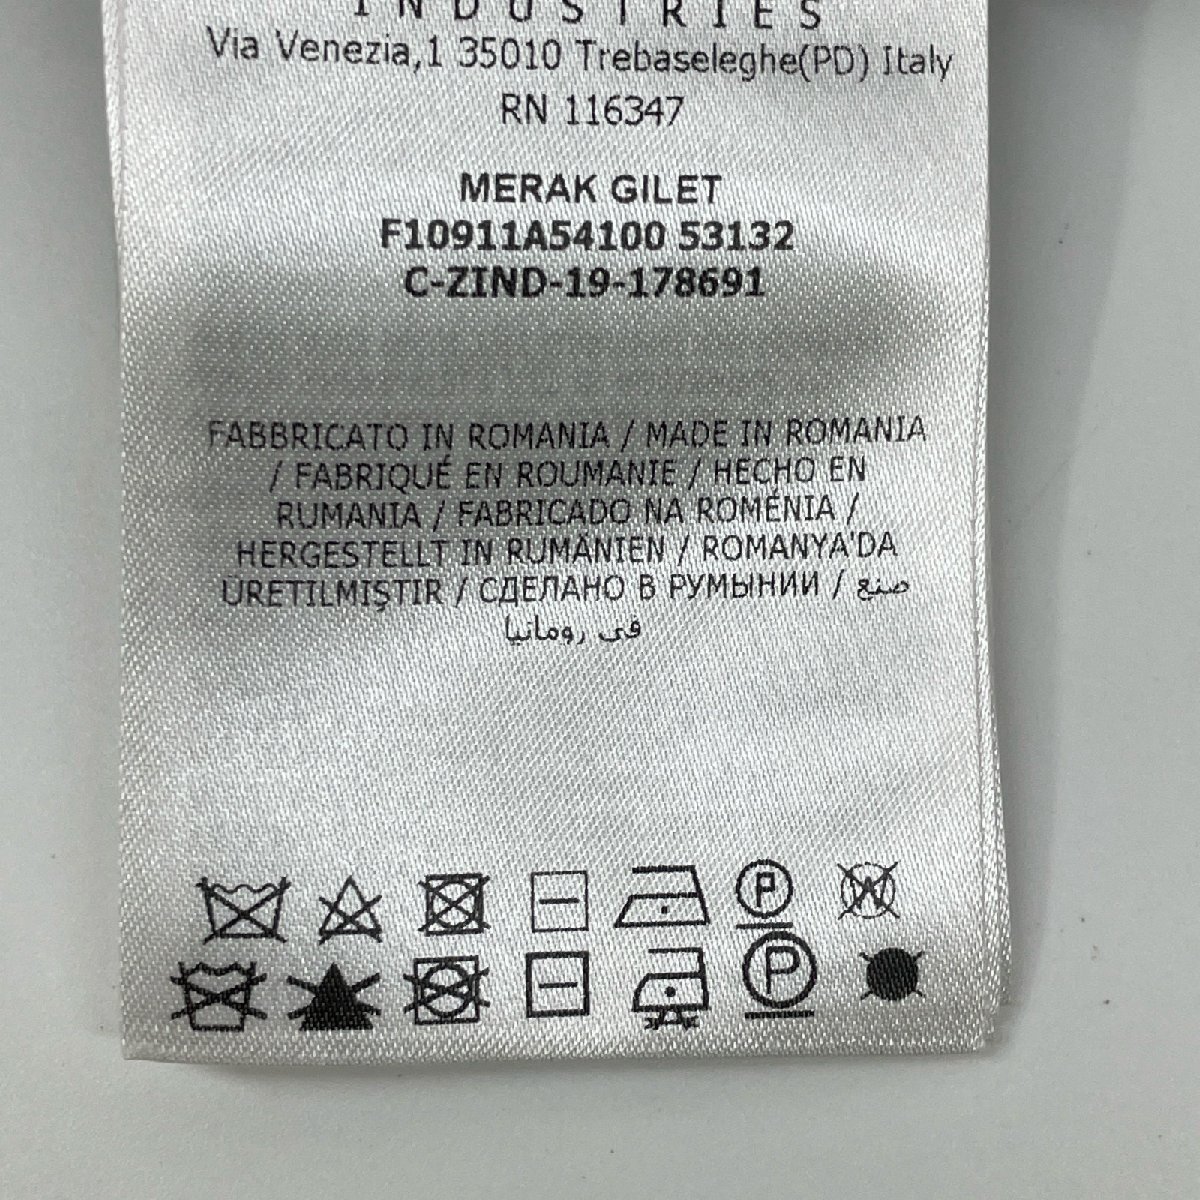 INDUSTRIES
Via Venezia,1 35010 Trebaseleghe(PD) Italy
RN 116347
MERAK GILET
F10911A54100 53132
C-ZIND-19-178691
FABBRICATO IN ROMANIA / MADE IN ROMANIA
/ FABRIQUÉ EN ROUMANIE / HECHO EN
RUMANIA / FABRICADO NA ROMÉNIA /
HERGESTELLT IN RUMÄNIEN / ROMANYA'DA
ÜRETILMIŞTIR / СДЕЛАНО В РУМЫНИИ / صنع
في رومانيا
P W
P